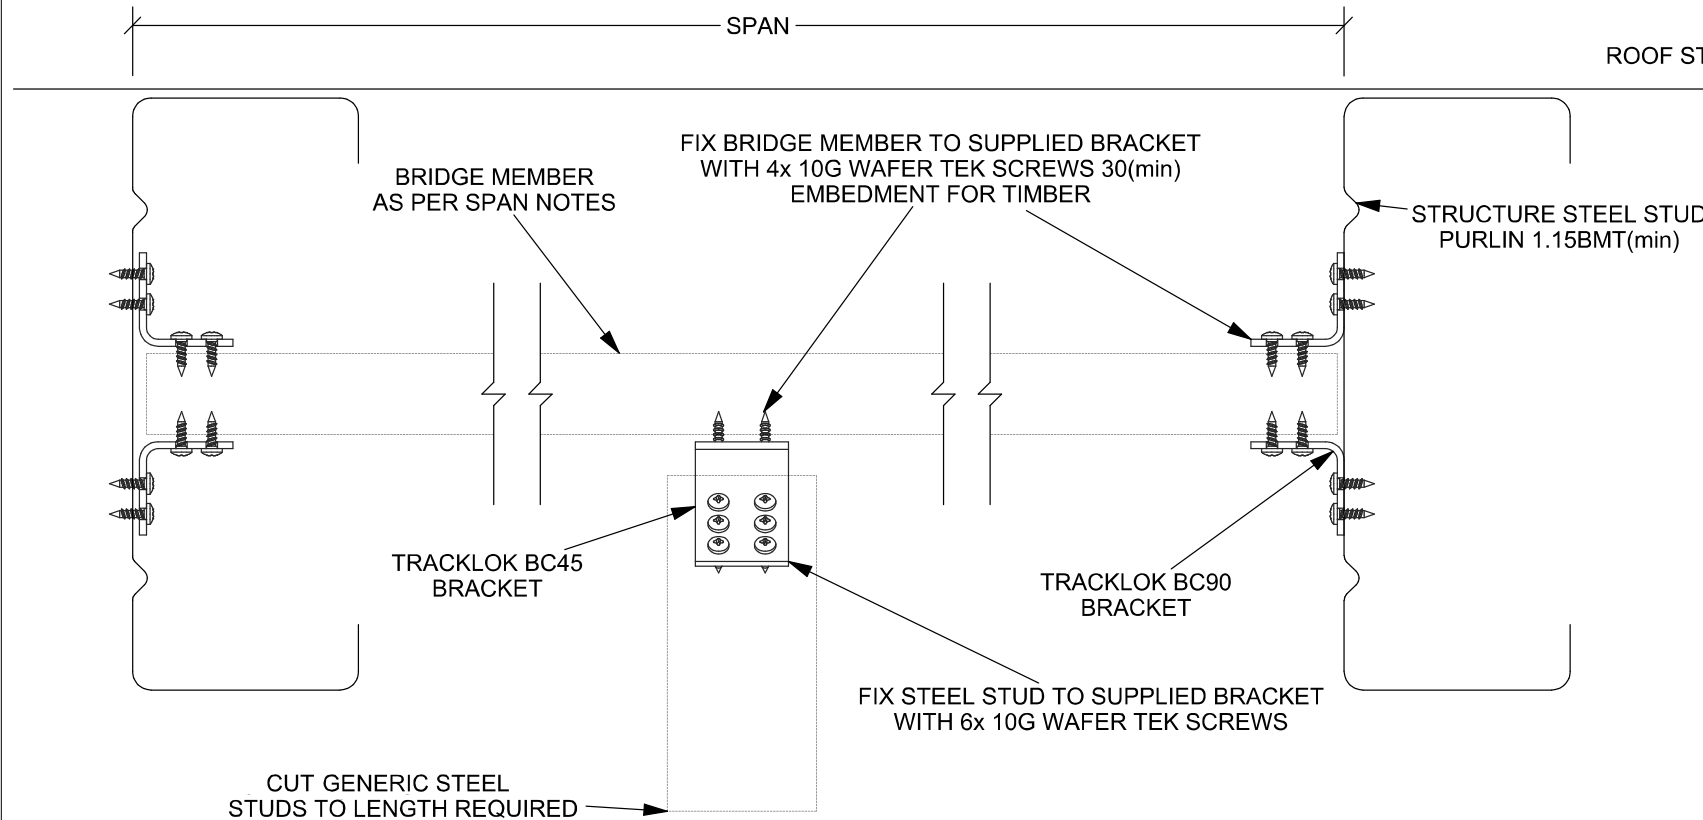 SPAN
ROOF ST
FIX BRIDGE MEMBER TO SUPPLIED BRACKET
WITH 4x 10G WAFER TEK SCREWS 30(min)
EMBEDMENT FOR TIMBER
BRIDGE MEMBER
AS PER SPAN NOTES
STRUCTURE STEEL STUD
PURLIN 1.15BMT(min)
TRACKLOK BC45
BRACKET
TRACKLOK BC90
BRACKET
FIX STEEL STUD TO SUPPLIED BRACKET
WITH 6x 10G WAFER TEK SCREWS
CUT GENERIC STEEL
STUDS TO LENGTH REQUIRED